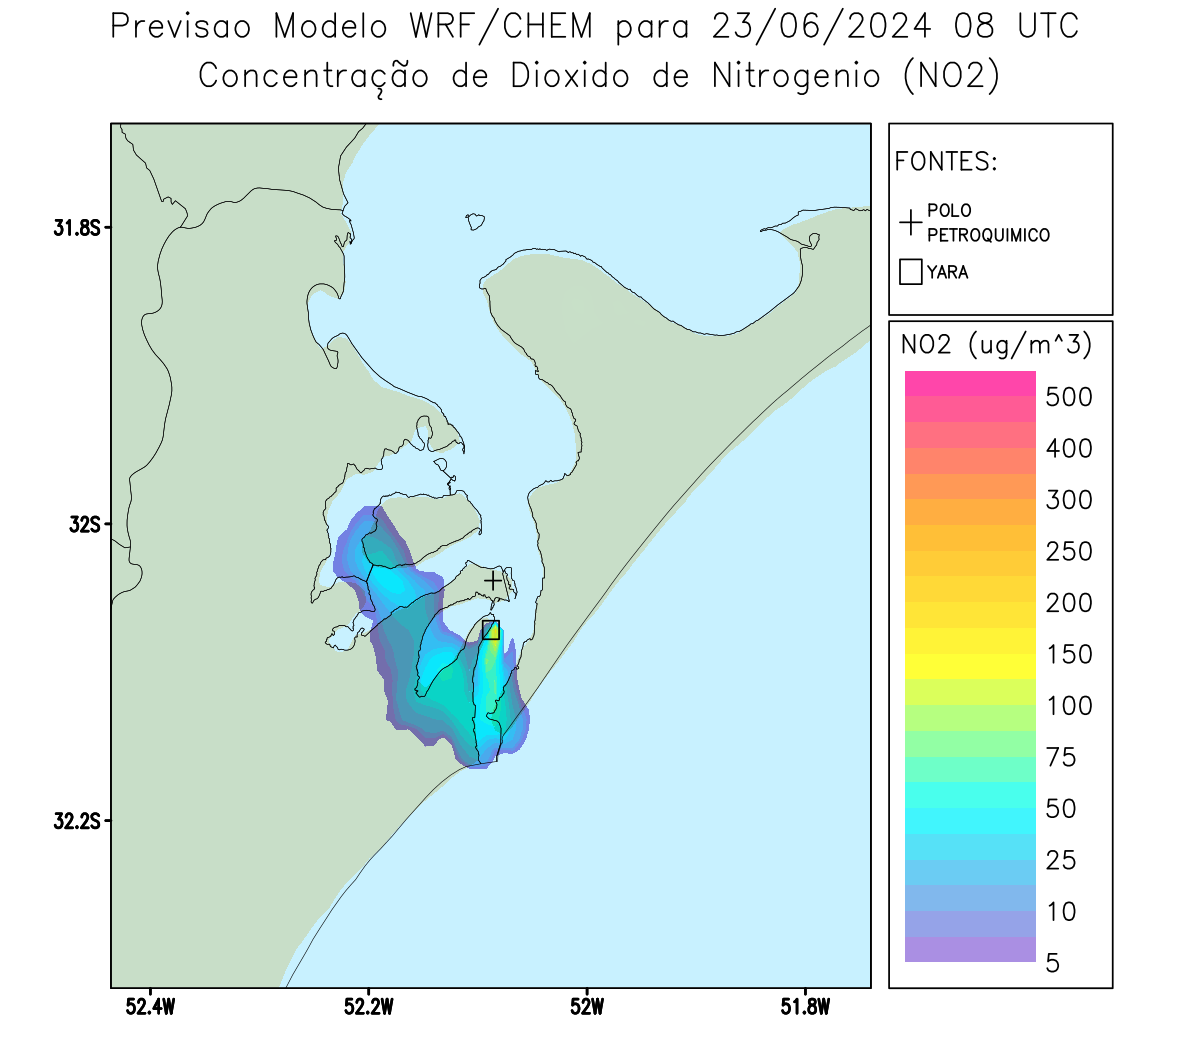 Previsao Modelo WRF/CHEM para 23/06/2024 08 UTC
Concentração de Dioxido de Nitrogenio (NO2)
FONTES:
POLO
PETROQUIMICO
YARA
NO2 (ug/m^3)
500
400
300
250
200
150
100
75
50
25
10
5
31.8S
32S
32.2S
52.4W
52.2W
52W
51.8W